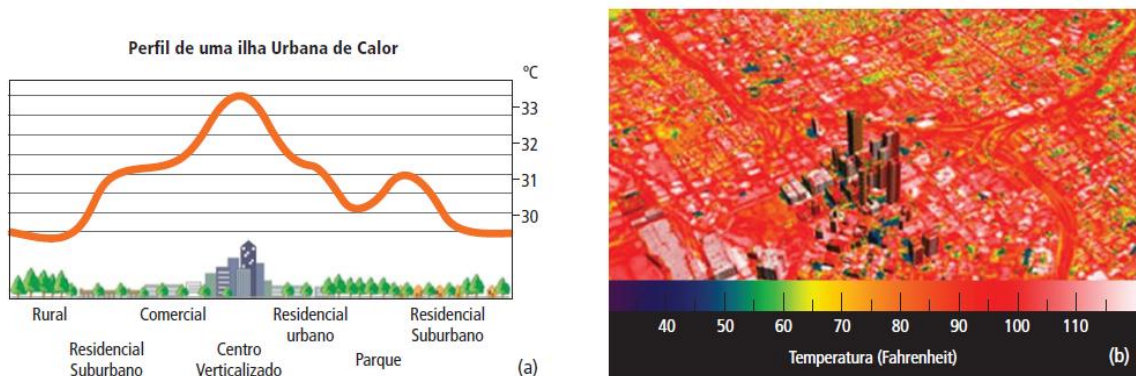 Perfil de uma ilha Urbana de Calor
ºC
33
32
31
30
Rural
Comercial
Residencial urbano
Residencial Suburbano
Residencial Suburbano
Centro Verticalizado
Parque
(a)
40 50 60 70 80 90 100 110
Temperatura (Fahrenheit)
(b)